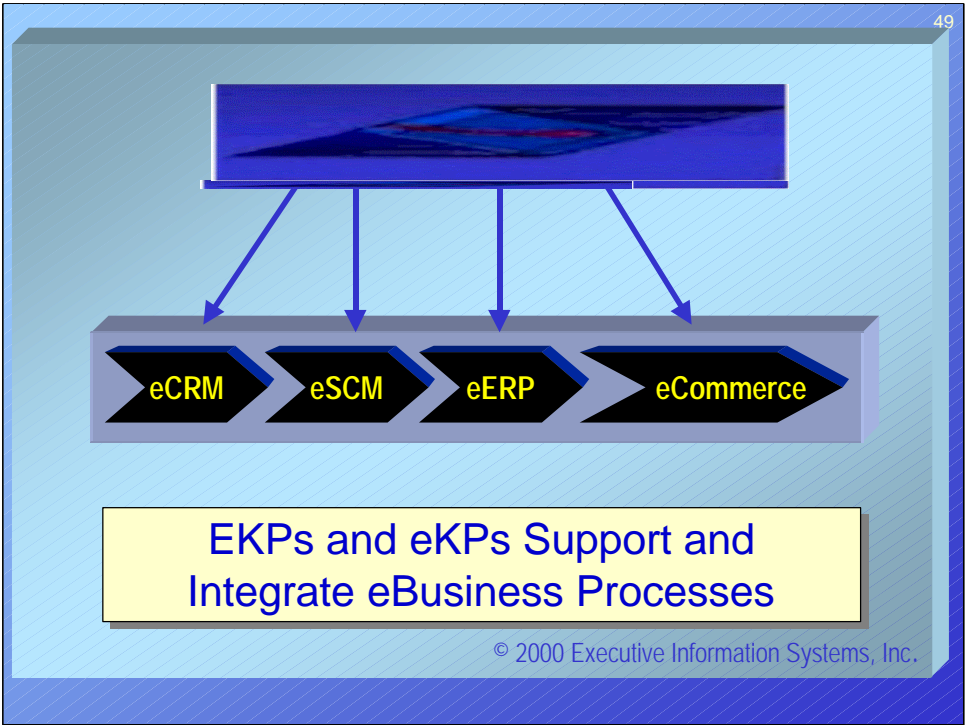 49
eCRM
eSCM
eERP
eCommerce
EKPs and eKPs Support and
Integrate eBusiness Processes
© 2000 Executive Information Systems, Inc.